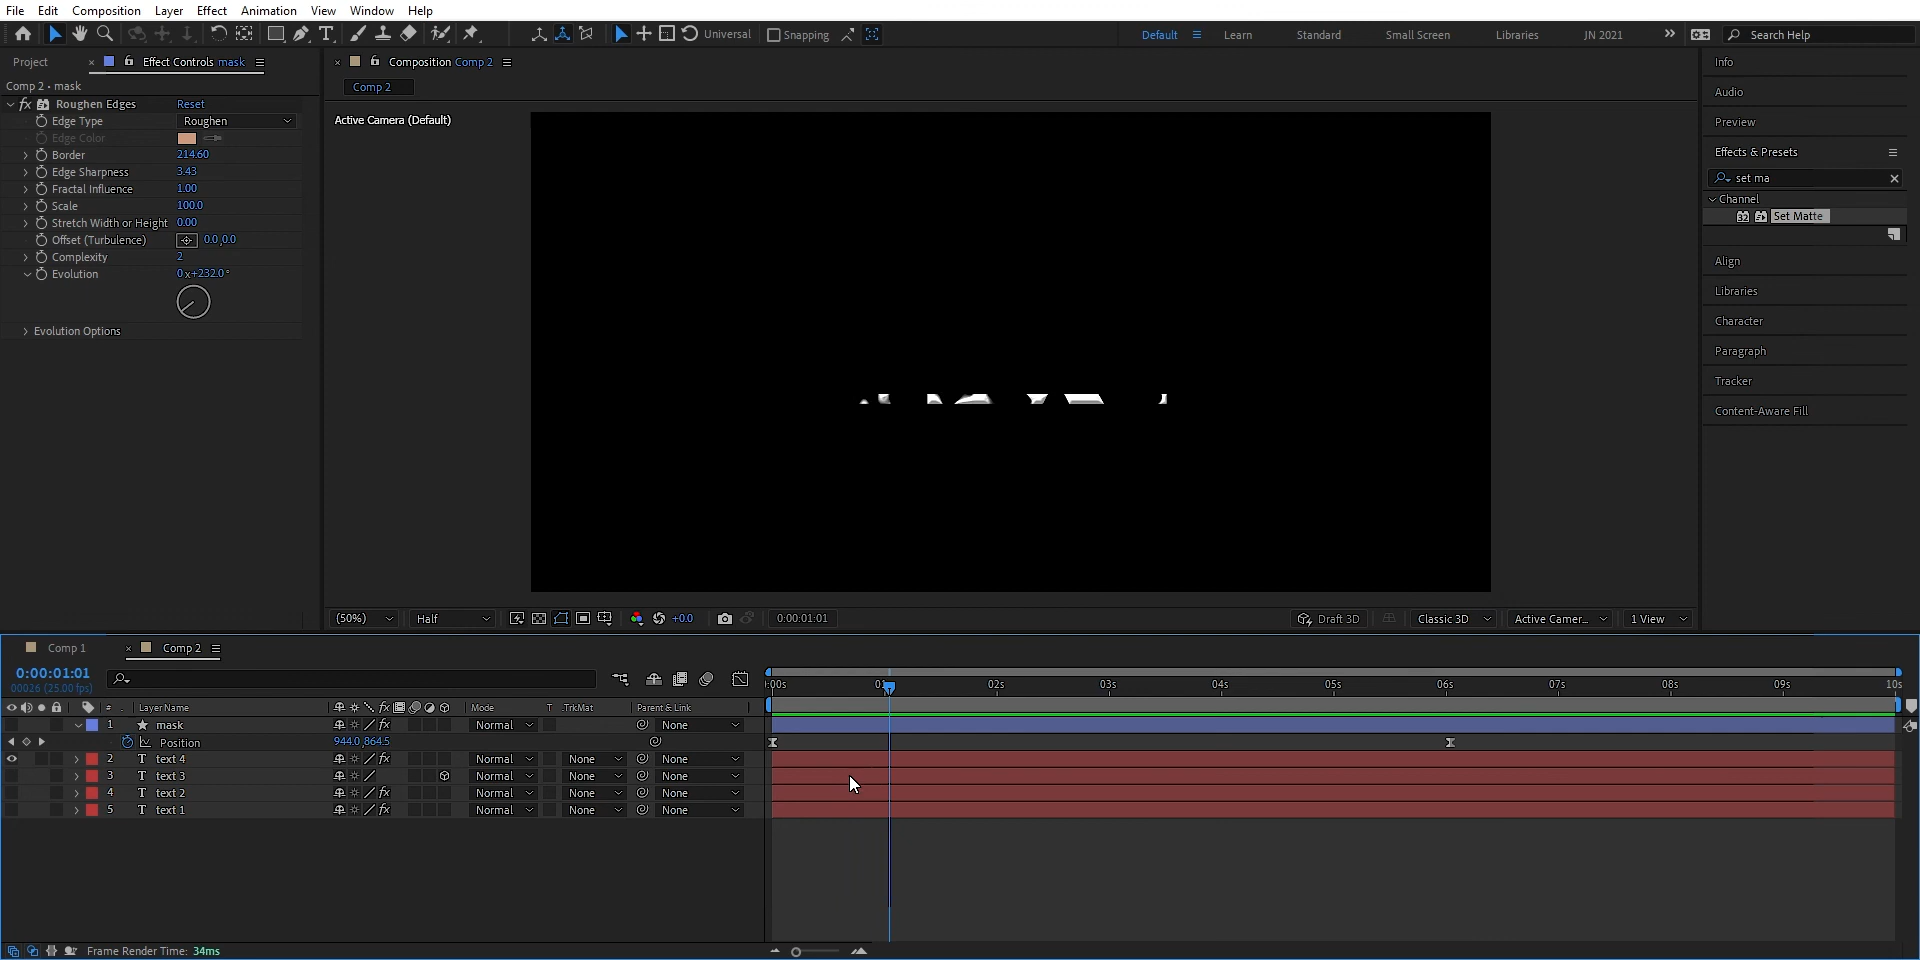 File Edit Composition Layer Effect Animation View Window Help
Universal Snapping Default Learn Standard Small Screen Libraries JN 2021 Search Help
Project Effect Controls mask Composition Comp 2 Info
Comp 2 • mask Comp 2 Audio
fx Roughen Edges Reset
Edge Type Roughen Active Camera (Default) Preview
Edge Color
Border 214.60 Effects & Presets
Edge Sharpness 3.43 set ma
Fractal Influence 1.00 Channel
Scale 100.0 Set Matte
Stretch Width or Height 0.00
Offset (Turbulence) 0.0,0.0
Complexity 2 Align
Evolution 0x+232.0° Libraries
Evolution Options Character
Paragraph
Tracker
Content-Aware Fill
(50%) Half +0.0 0:00:01:01 Draft 3D Classic 3D Active Camer... 1 View
Comp 1 Comp 2
0:00:01:01
00026 (25.00 fps) :00s 01 02s 03s 04s 05s 06s 07s 08s 09s 10s
# Layer Name fx Mode T .TrkMat Parent & Link
1 mask fx Normal None
Position 944.0,864.5
2 T text 4 fx Normal None None
3 T text 3 Normal None None
4 T text 2 fx Normal None None
5 T text 1 fx Normal None None
Frame Render Time: 34ms